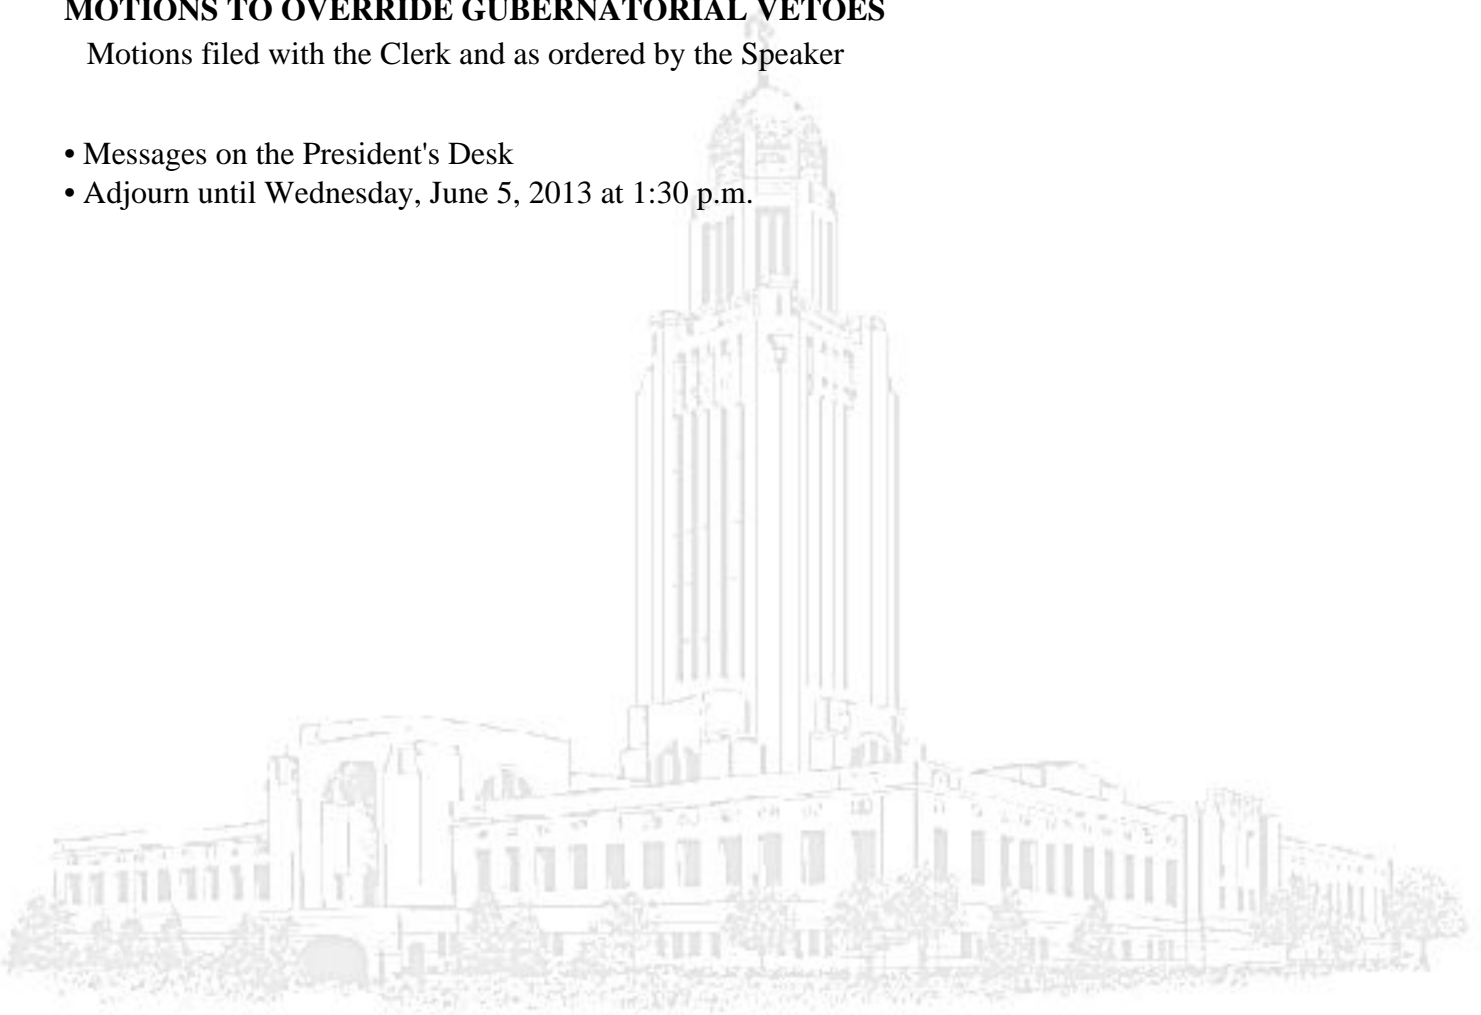 MOTIONS TO OVERRIDE GUBERNATORIAL VETOES
Motions filed with the Clerk and as ordered by the Speaker
• Messages on the President's Desk
• Adjourn until Wednesday, June 5, 2013 at 1:30 p.m.